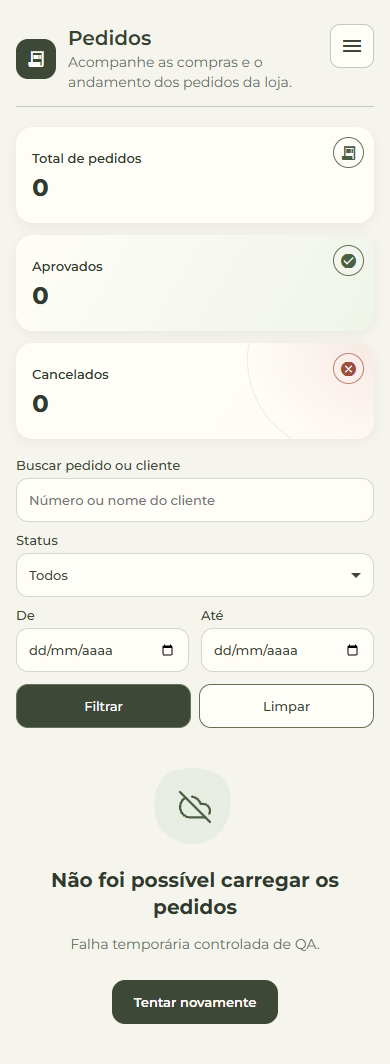 Pedidos
Acompanhe as compras e o
andamento dos pedidos da loja.
Total de pedidos
0
Aprovados
0
Cancelados
0
Buscar pedido ou cliente
Número ou nome do cliente
Status
Todos
De
Até
dd/mm/aaaa
dd/mm/aaaa
Filtrar
Limpar
Não foi possível carregar os
pedidos
Falha temporária controlada de QA.
Tentar novamente